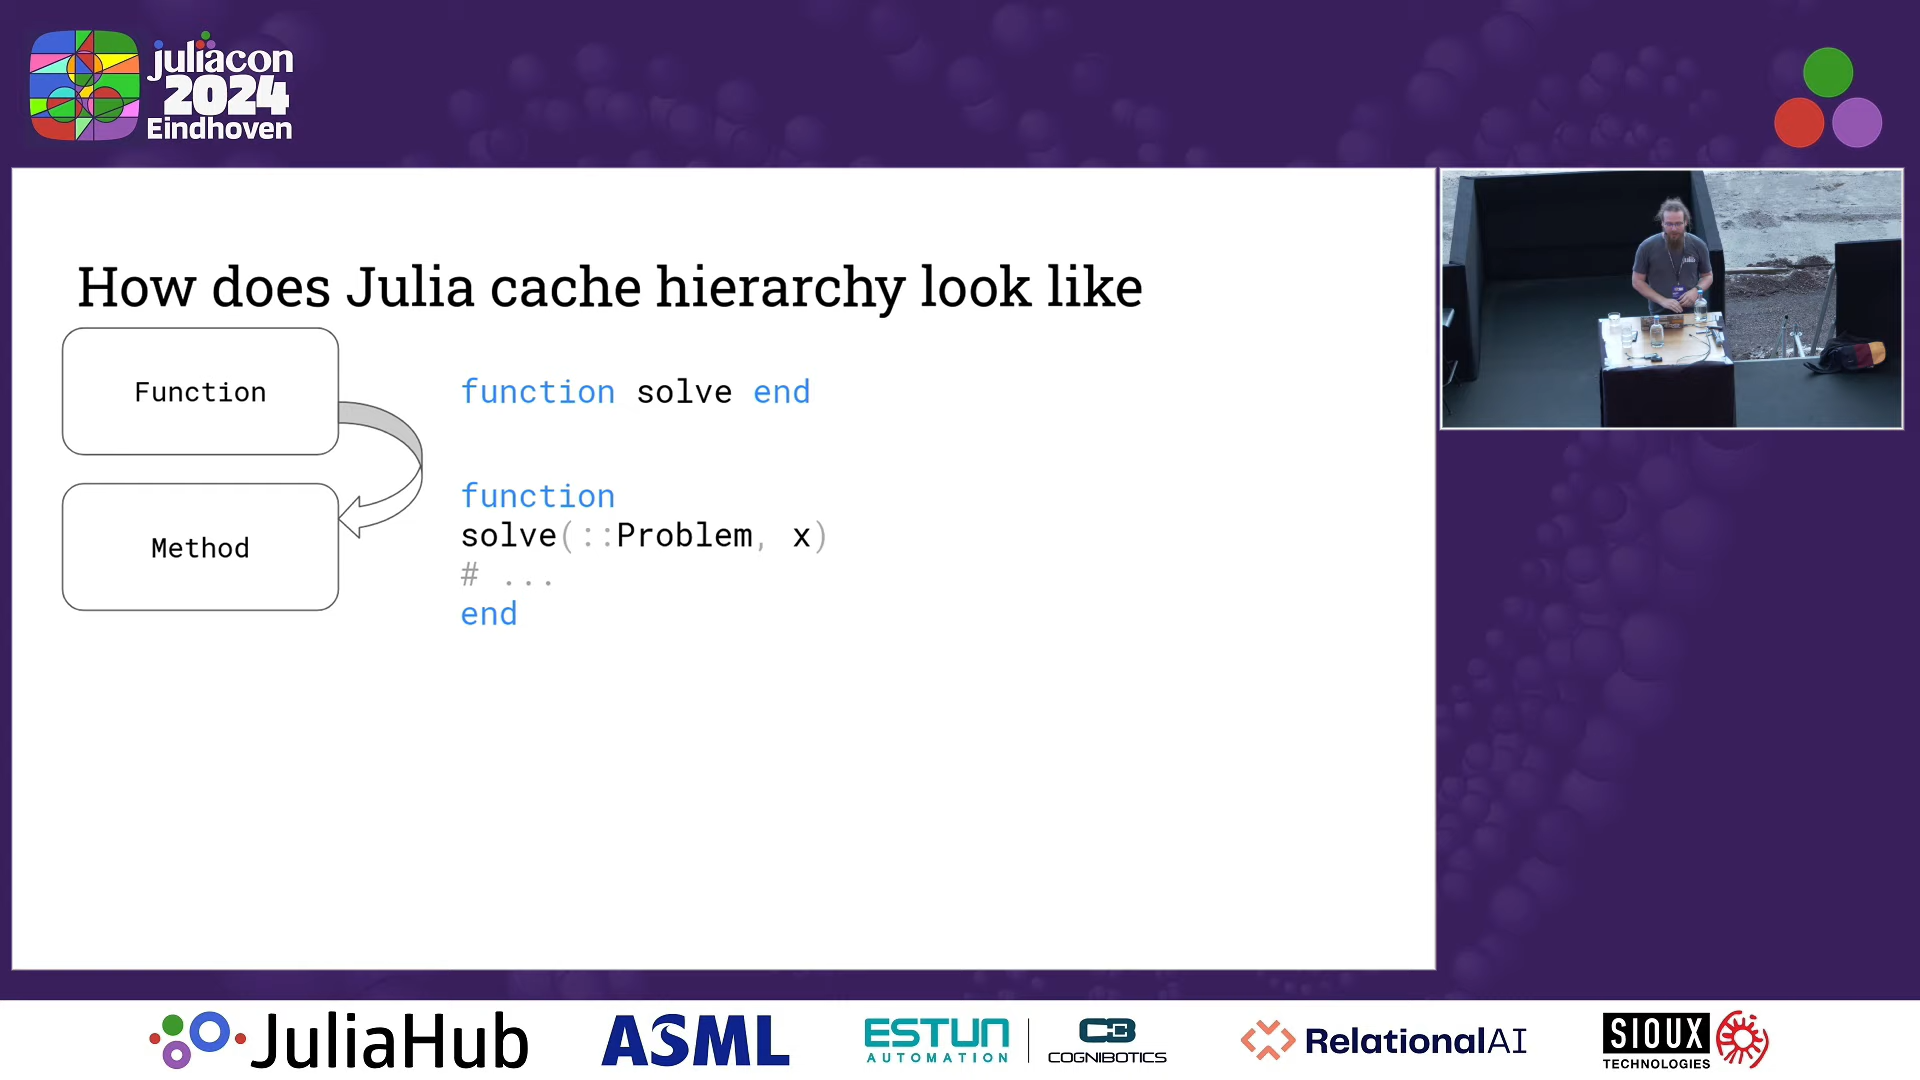 juliacon
2024
Eindhoven
How does Julia cache hierarchy look like
Function
function solve end
Method
function
solve(::Problem, x)
# ...
end
JuliaHub
ASML
ESTUN
AUTOMATION
COGNIBOTICS
RelationalAI
SIOUX
TECHNOLOGIES